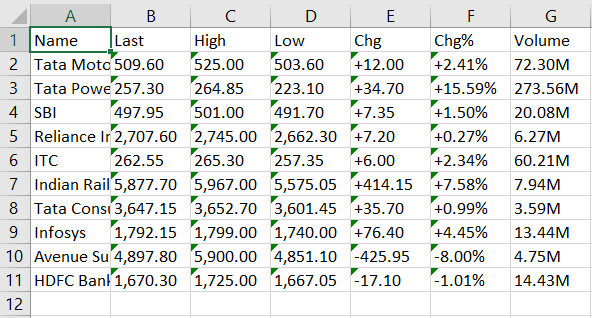 A B C D E F G
1 Name Last High Low Chg Chg% Volume
2 Tata Moto 509.60 525.00 503.60 +12.00 +2.41% 72.30M
3 Tata Powe 257.30 264.85 223.10 +34.70 +15.59% 273.56M
4 SBI 497.95 501.00 491.70 +7.35 +1.50% 20.08M
5 Reliance Ir 2,707.60 2,745.00 2,662.30 +7.20 +0.27% 6.27M
6 ITC 262.55 265.30 257.35 +6.00 +2.34% 60.21M
7 Indian Rail 5,877.70 5,967.00 5,575.05 +414.15 +7.58% 7.94M
8 Tata Consu 3,647.15 3,652.70 3,601.45 +35.70 +0.99% 3.59M
9 Infosys 1,792.15 1,799.00 1,740.00 +76.40 +4.45% 13.44M
10 Avenue Su 4,897.80 5,900.00 4,851.10 -425.95 -8.00% 4.75M
11 HDFC Bank 1,670.30 1,725.00 1,667.05 -17.10 -1.01% 14.43M
12